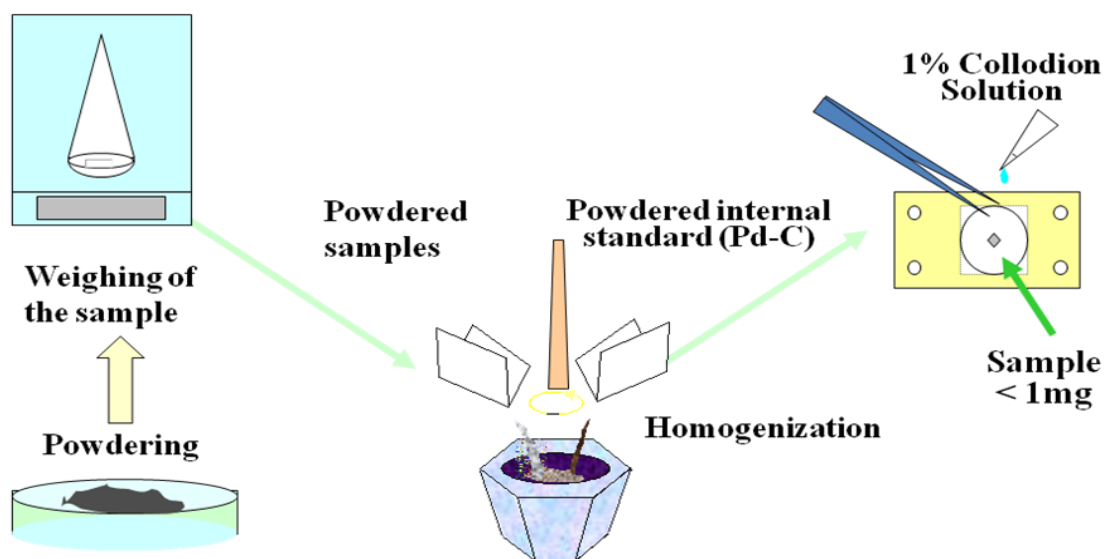 1% Collodion
Solution
Powdered
samples
Powdered internal
standard (Pd-C)
Weighing of
the sample
Sample
< 1mg
Homogenization
Powdering